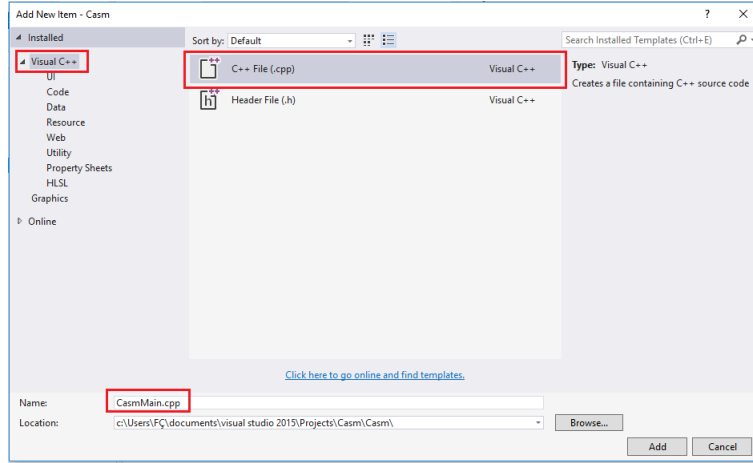 Add New Item - Casm
?
Installed
Sort by: Default
Search Installed Templates (Ctrl+E)
Visual C++
UI
Code
Data
Resource
Web
Utility
Property Sheets
HLSL
Graphics
Online
C++ File (.cpp) Visual C++
Header File (.h) Visual C++
Type: Visual C++
Creates a file containing C++ source code
Click here to go online and find templates.
Name: CasmMain.cpp
Location: c:\Users\FÇ\documents\visual studio 2015\Projects\Casm\Casm\
Browse...
Add Cancel